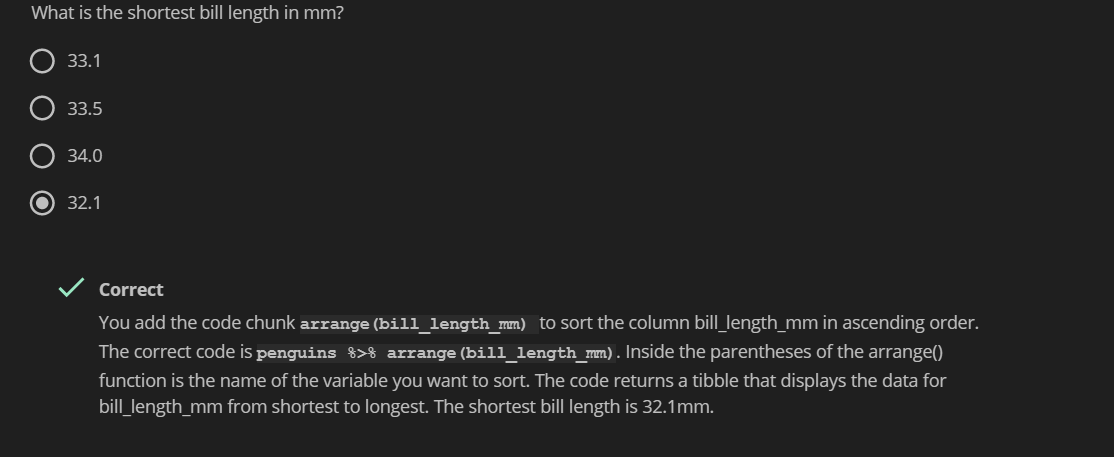 What is the shortest bill length in mm?
33.1
33.5
34.0
32.1
Correct
You add the code chunk arrange(bill_length_mm) to sort the column bill_length_mm in ascending order.
The correct code is penguins %>% arrange(bill_length_mm). Inside the parentheses of the arrange()
function is the name of the variable you want to sort. The code returns a tibble that displays the data for
bill_length_mm from shortest to longest. The shortest bill length is 32.1mm.